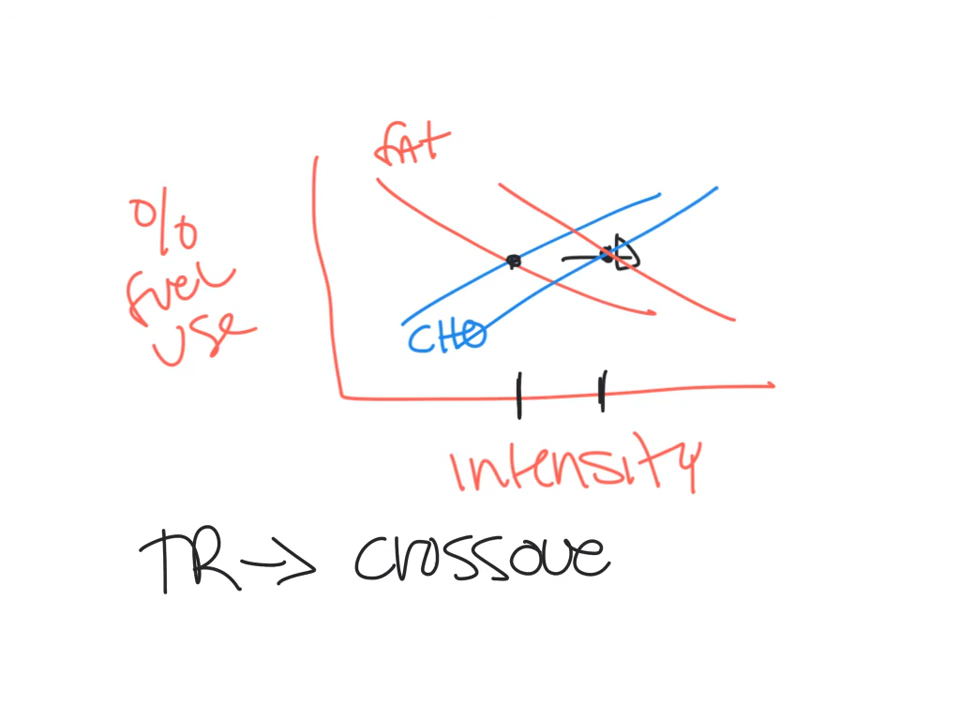 fAt
%
fuel
use
CHO
intensity
TR → crossove